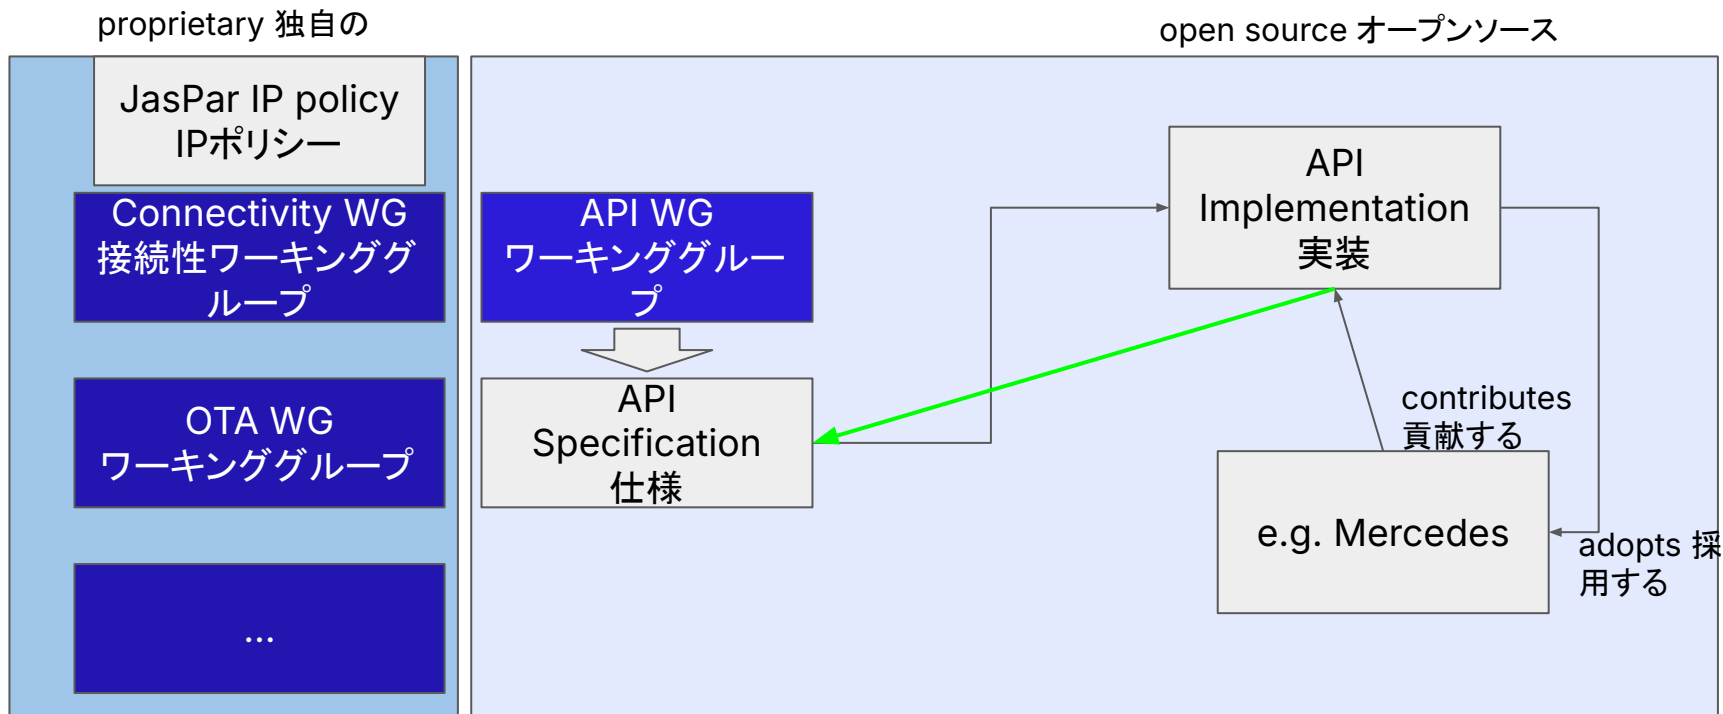 proprietary 独自の
open source オープンソース
JasPar IP policy
IPポリシー
Connectivity WG
接続性ワーキンググ
ループ
API WG
ワーキンググルー
プ
API
Implementation
実装
OTA WG
ワーキンググループ
API
Specification
仕様
contributes
貢献する
e.g. Mercedes
adopts 採
用する
...